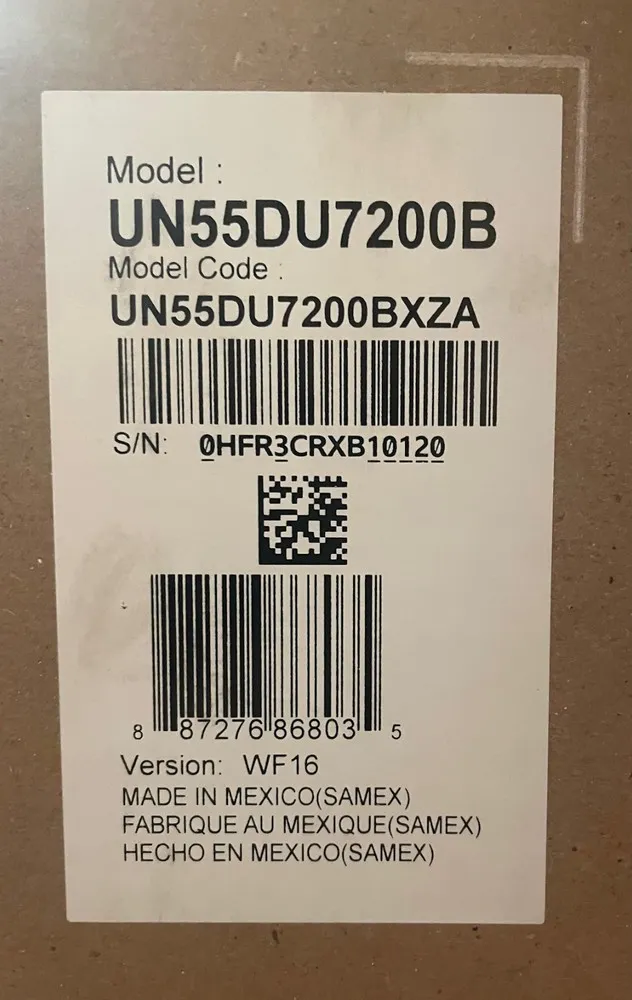 Model :
UN55DU7200B
Model Code :
UN55DU7200BXZA
S/N: 0HFR3CRXB10120
8 87276 86803 5
Version: WF16
MADE IN MEXICO(SAMEX)
FABRIQUE AU MEXIQUE(SAMEX)
HECHO EN MEXICO(SAMEX)